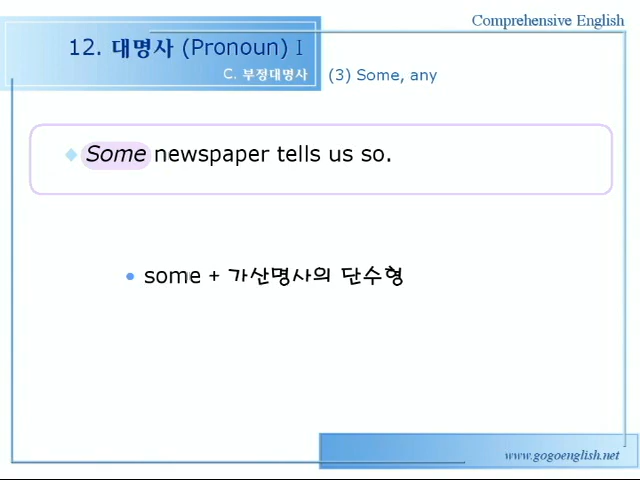 Comprehensive English
12. 대명사 (Pronoun) I
C. 부정대명사 (3) Some, any
◆ Some newspaper tells us so.
• some + 가산명사의 단수형
www.gogoenglish.net